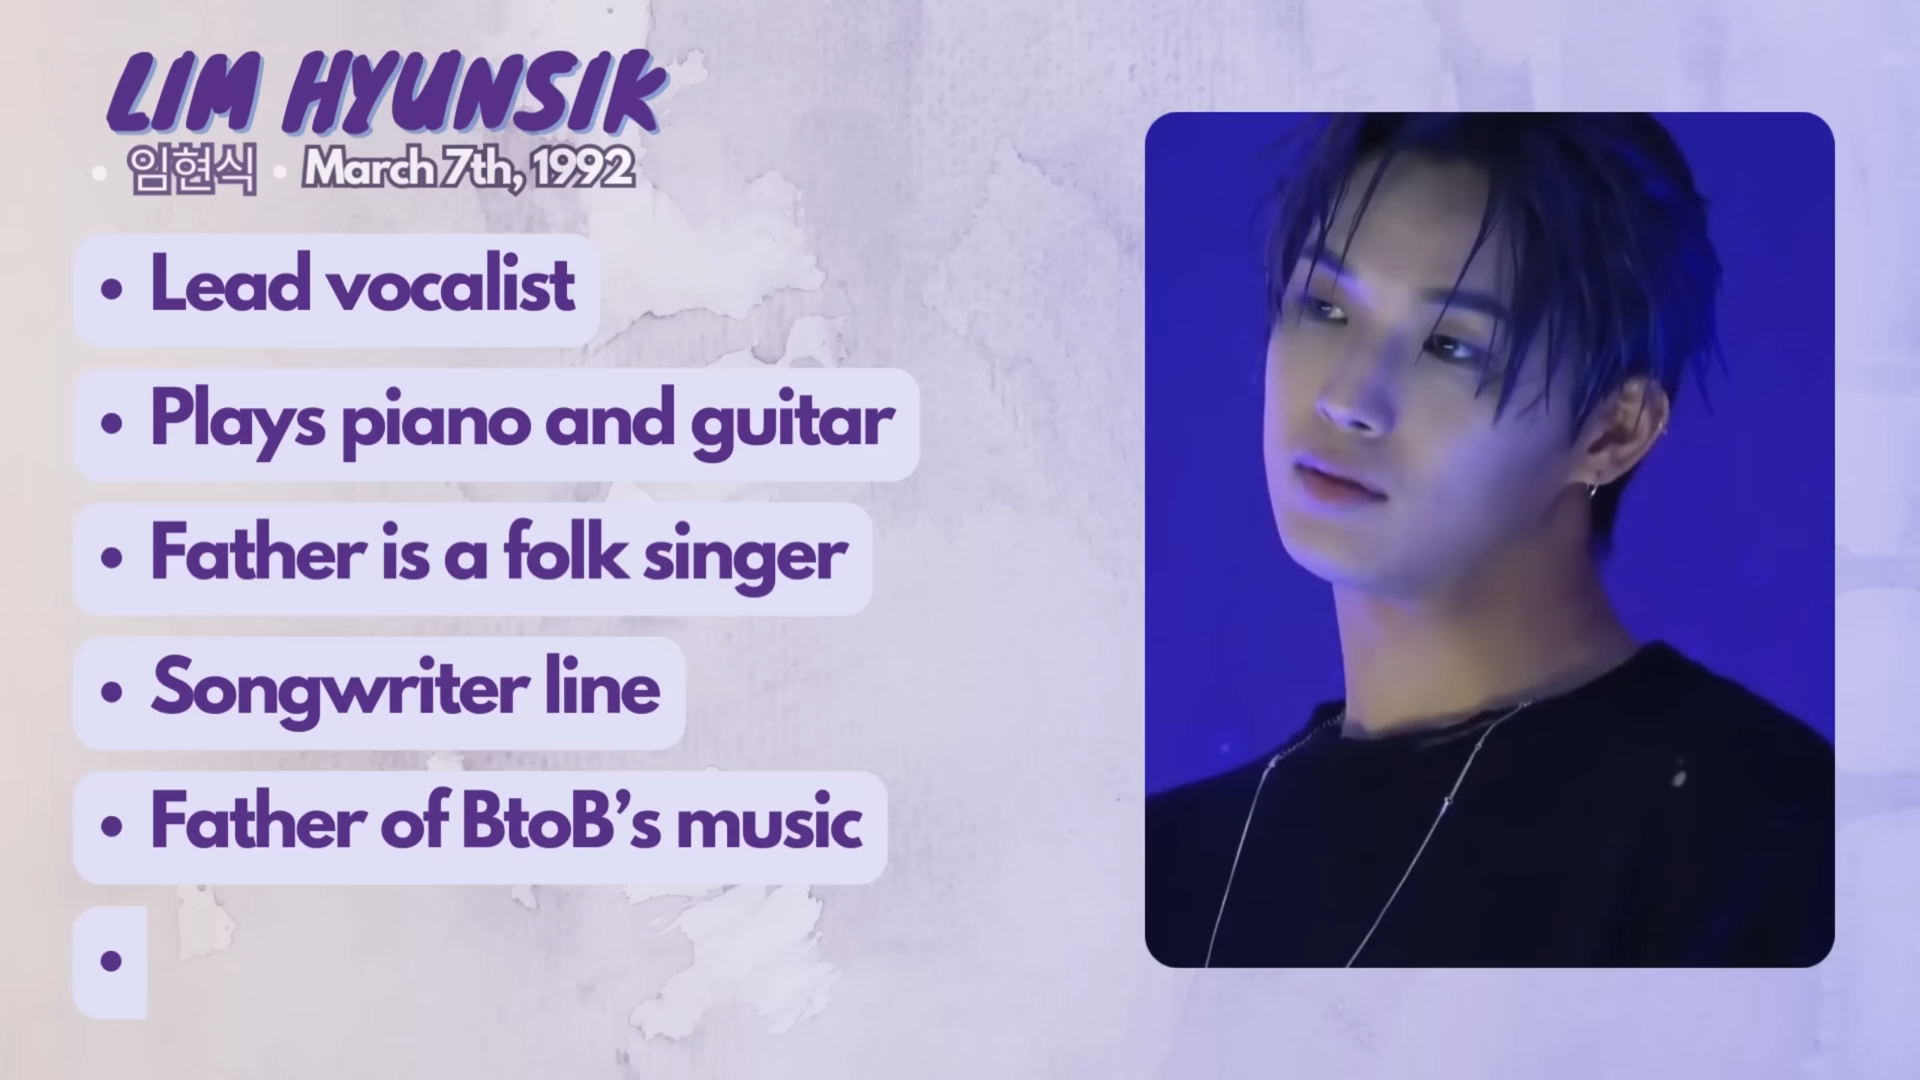 LIM HYUNSIK
• 임현식 • March 7th, 1992
• Lead vocalist
• Plays piano and guitar
• Father is a folk singer
• Songwriter line
• Father of BtoB’s music
•